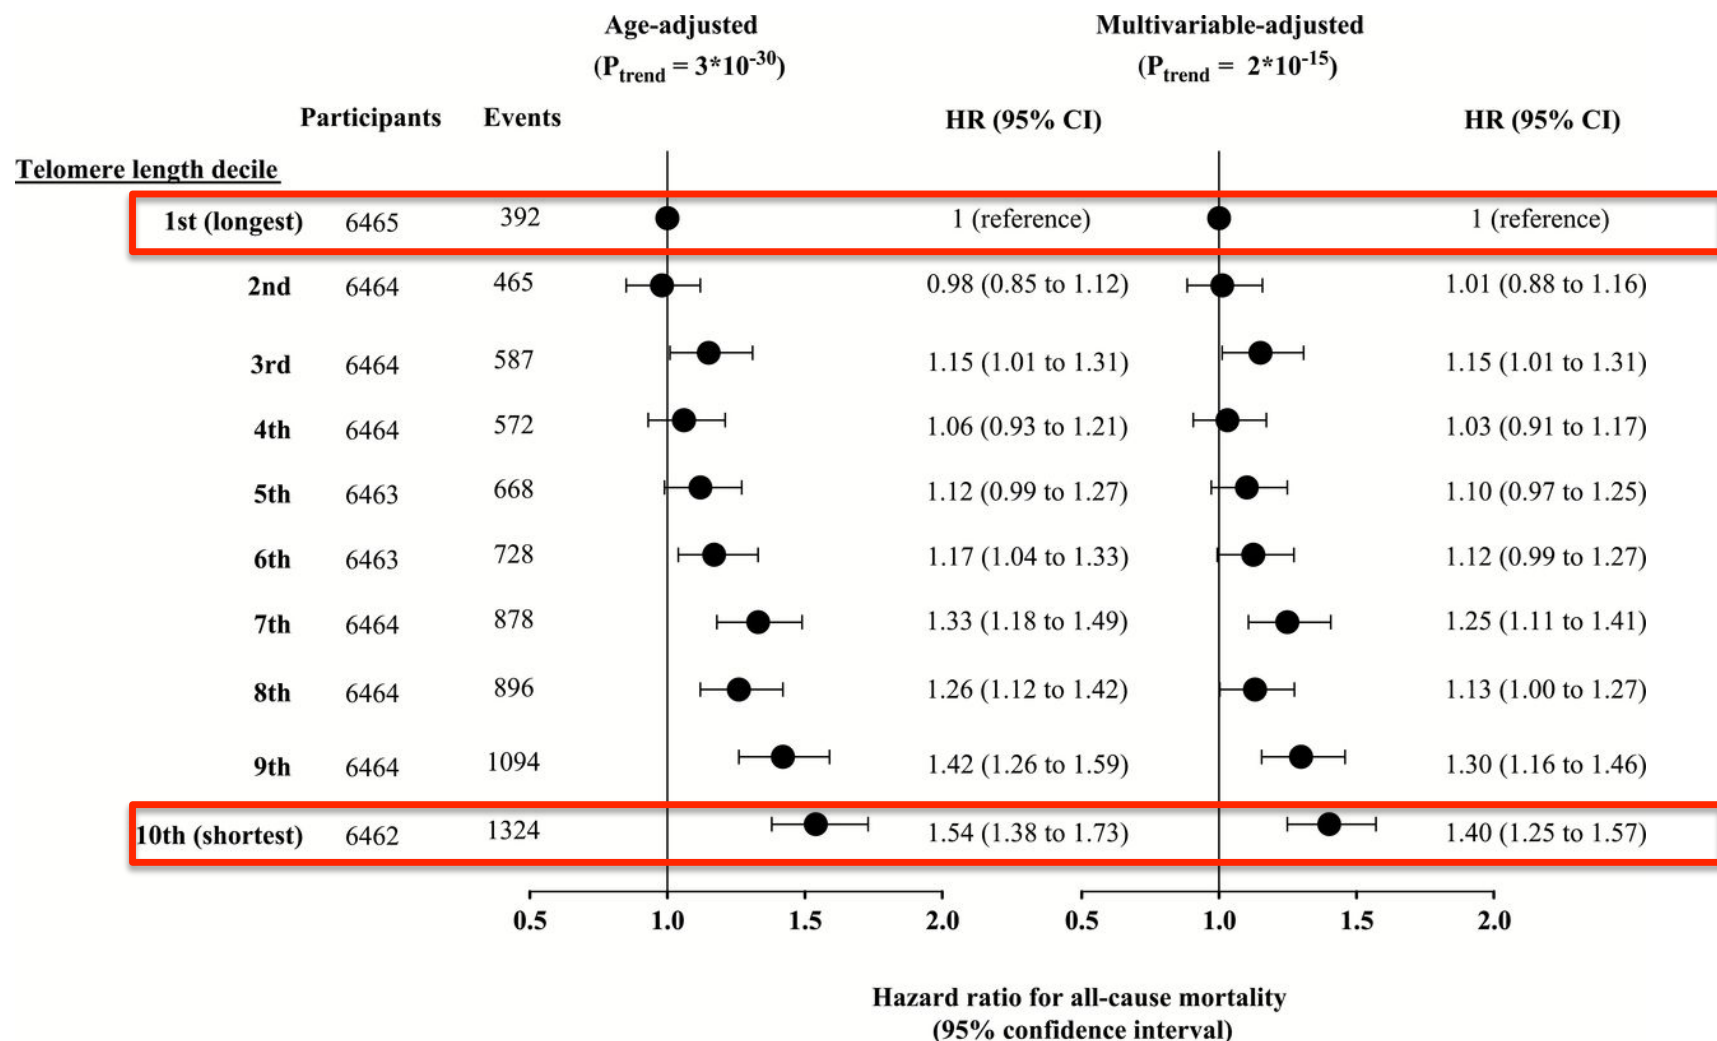 Age-adjusted Multivariable-adjusted
(Ptrend = 3*10-30) (Ptrend = 2*10-15)
Participants Events HR (95% CI) HR (95% CI)
Telomere length decile
1st (longest) 6465 392 1 (reference) 1 (reference)
2nd 6464 465 0.98 (0.85 to 1.12) 1.01 (0.88 to 1.16)
3rd 6464 587 1.15 (1.01 to 1.31) 1.15 (1.01 to 1.31)
4th 6464 572 1.06 (0.93 to 1.21) 1.03 (0.91 to 1.17)
5th 6463 668 1.12 (0.99 to 1.27) 1.10 (0.97 to 1.25)
6th 6463 728 1.17 (1.04 to 1.33) 1.12 (0.99 to 1.27)
7th 6464 878 1.33 (1.18 to 1.49) 1.25 (1.11 to 1.41)
8th 6464 896 1.26 (1.12 to 1.42) 1.13 (1.00 to 1.27)
9th 6464 1094 1.42 (1.26 to 1.59) 1.30 (1.16 to 1.46)
10th (shortest) 6462 1324 1.54 (1.38 to 1.73) 1.40 (1.25 to 1.57)
0.5 1.0 1.5 2.0 0.5 1.0 1.5 2.0
Hazard ratio for all-cause mortality
(95% confidence interval)